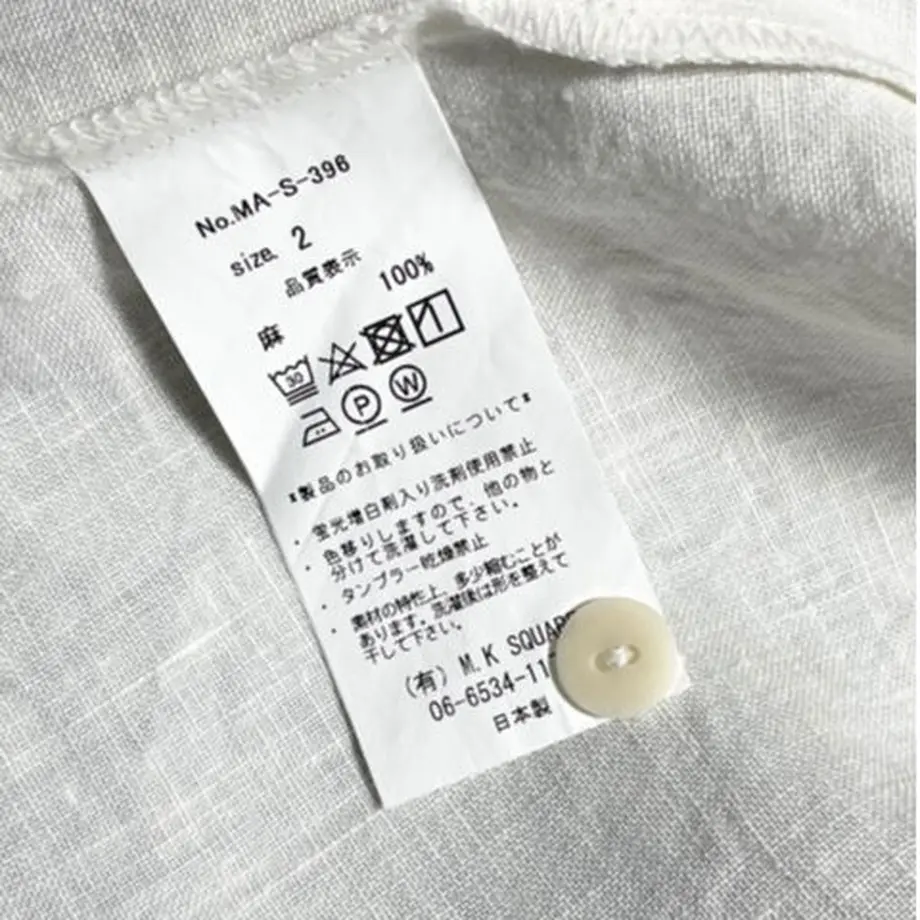 No.MA-S-396
size. 2
品質表示
麻 100%
30
P W
*製品のお取り扱いについて*
・蛍光増白剤入り洗剤使用禁止
・色移りしますので、他の物と
分けて洗濯して下さい。
・タンブラー乾燥禁止
・素材の特性上、多少縮むことが
あります。洗濯後は形を整えて
干して下さい。
(有) M.K
06-6534-11
日本製